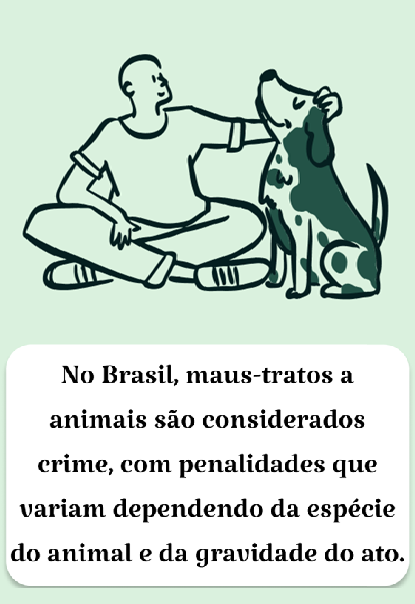 No Brasil, maus-tratos a
animais são considerados
crime, com penalidades que
variam dependendo da espécie
do animal e da gravidade do ato.